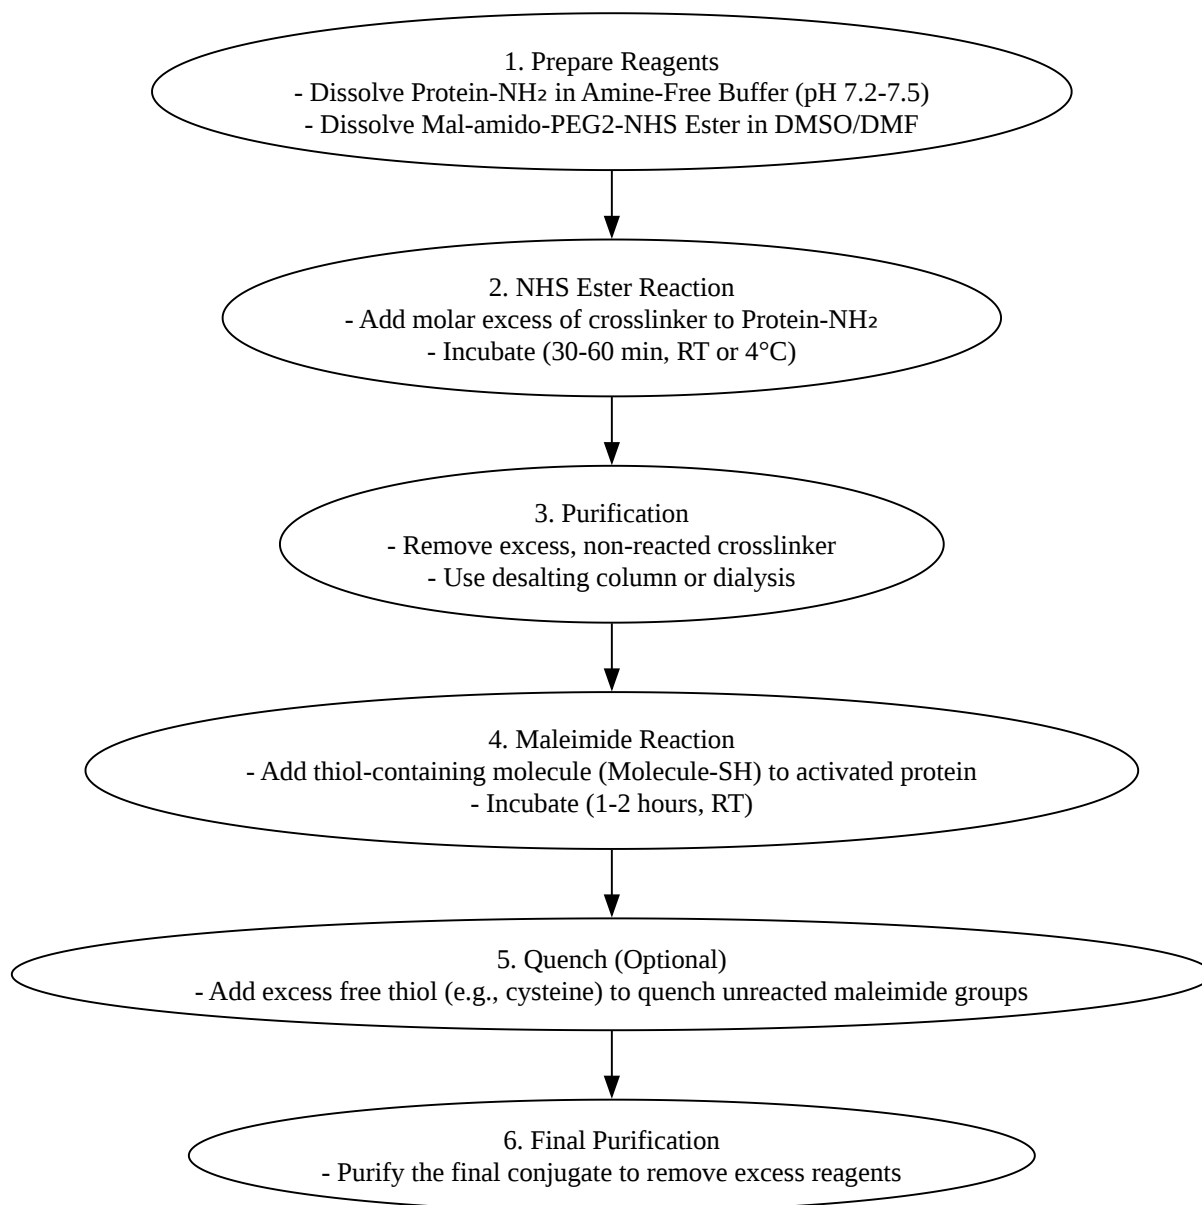 1. Prepare Reagents
- Dissolve Protein-NH₂ in Amine-Free Buffer (pH 7.2-7.5)
- Dissolve Mal-amido-PEG2-NHS Ester in DMSO/DMF
2. NHS Ester Reaction
- Add molar excess of crosslinker to Protein-NH₂
- Incubate (30-60 min, RT or 4°C)
3. Purification
- Remove excess, non-reacted crosslinker
- Use desalting column or dialysis
4. Maleimide Reaction
- Add thiol-containing molecule (Molecule-SH) to activated protein
- Incubate (1-2 hours, RT)
5. Quench (Optional)
- Add excess free thiol (e.g., cysteine) to quench unreacted maleimide groups
6. Final Purification
- Purify the final conjugate to remove excess reagents